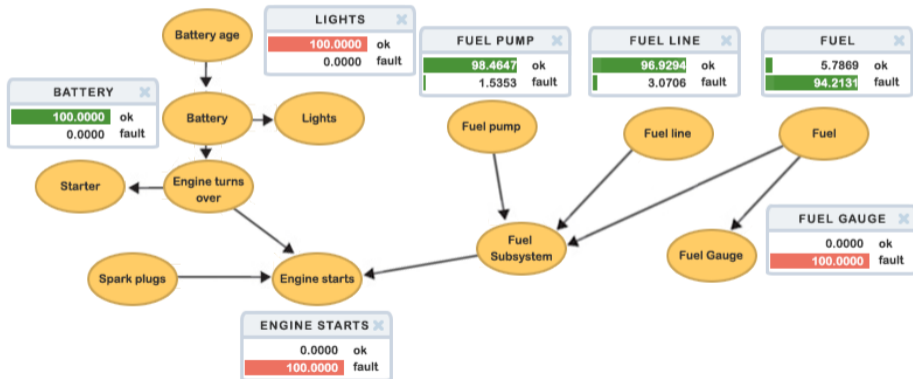 Battery age
LIGHTS
100.0000 ok
0.0000 fault
FUEL PUMP
98.4647 ok
1.5353 fault
FUEL LINE
96.9294 ok
3.0706 fault
FUEL
5.7869 ok
94.2131 fault
BATTERY
100.0000 ok
0.0000 fault
Battery
Lights
Fuel pump
Fuel line
Fuel
Starter
Engine turns
over
Fuel
Subsystem
Fuel Gauge
FUEL GAUGE
0.0000 ok
100.0000 fault
Spark plugs
Engine starts
ENGINE STARTS
0.0000 ok
100.0000 fault